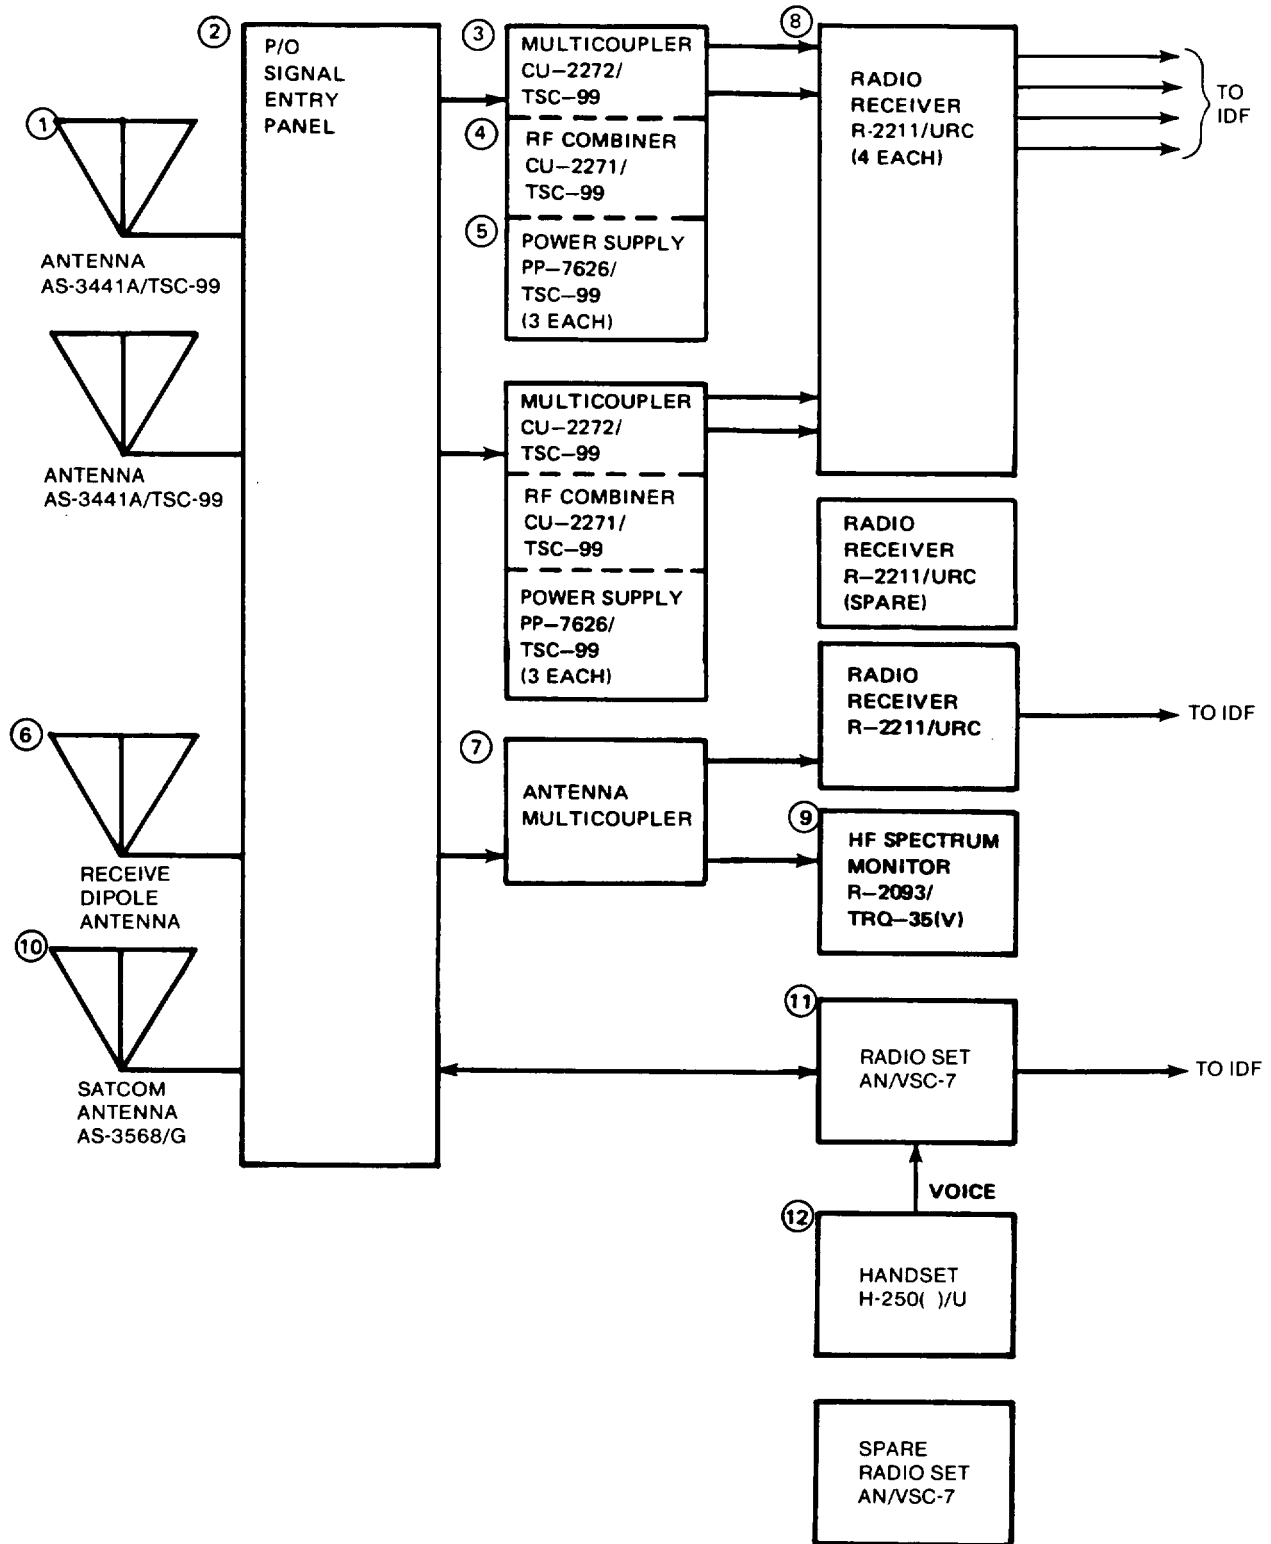 2
P/O
SIGNAL
ENTRY
PANEL
1
ANTENNA
AS-3441A/TSC-99
ANTENNA
AS-3441A/TSC-99
6
RECEIVE
DIPOLE
ANTENNA
10
SATCOM
ANTENNA
AS-3568/G
3
MULTICOUPLER
CU-2272/
TSC-99
4
RF COMBINER
CU-2271/
TSC-99
5
POWER SUPPLY
PP-7626/
TSC-99
(3 EACH)
MULTICOUPLER
CU-2272/
TSC-99
RF COMBINER
CU-2271/
TSC-99
POWER SUPPLY
PP-7626/
TSC-99
(3 EACH)
7
ANTENNA
MULTICOUPLER
8
RADIO
RECEIVER
R-2211/URC
(4 EACH)
TO
IDF
RADIO
RECEIVER
R-2211/URC
(SPARE)
RADIO
RECEIVER
R-2211/URC
TO IDF
9
HF SPECTRUM
MONITOR
R-2093/
TRQ-35(V)
11
RADIO SET
AN/VSC-7
TO IDF
VOICE
12
HANDSET
H-250( )/U
SPARE
RADIO SET
AN/VSC-7